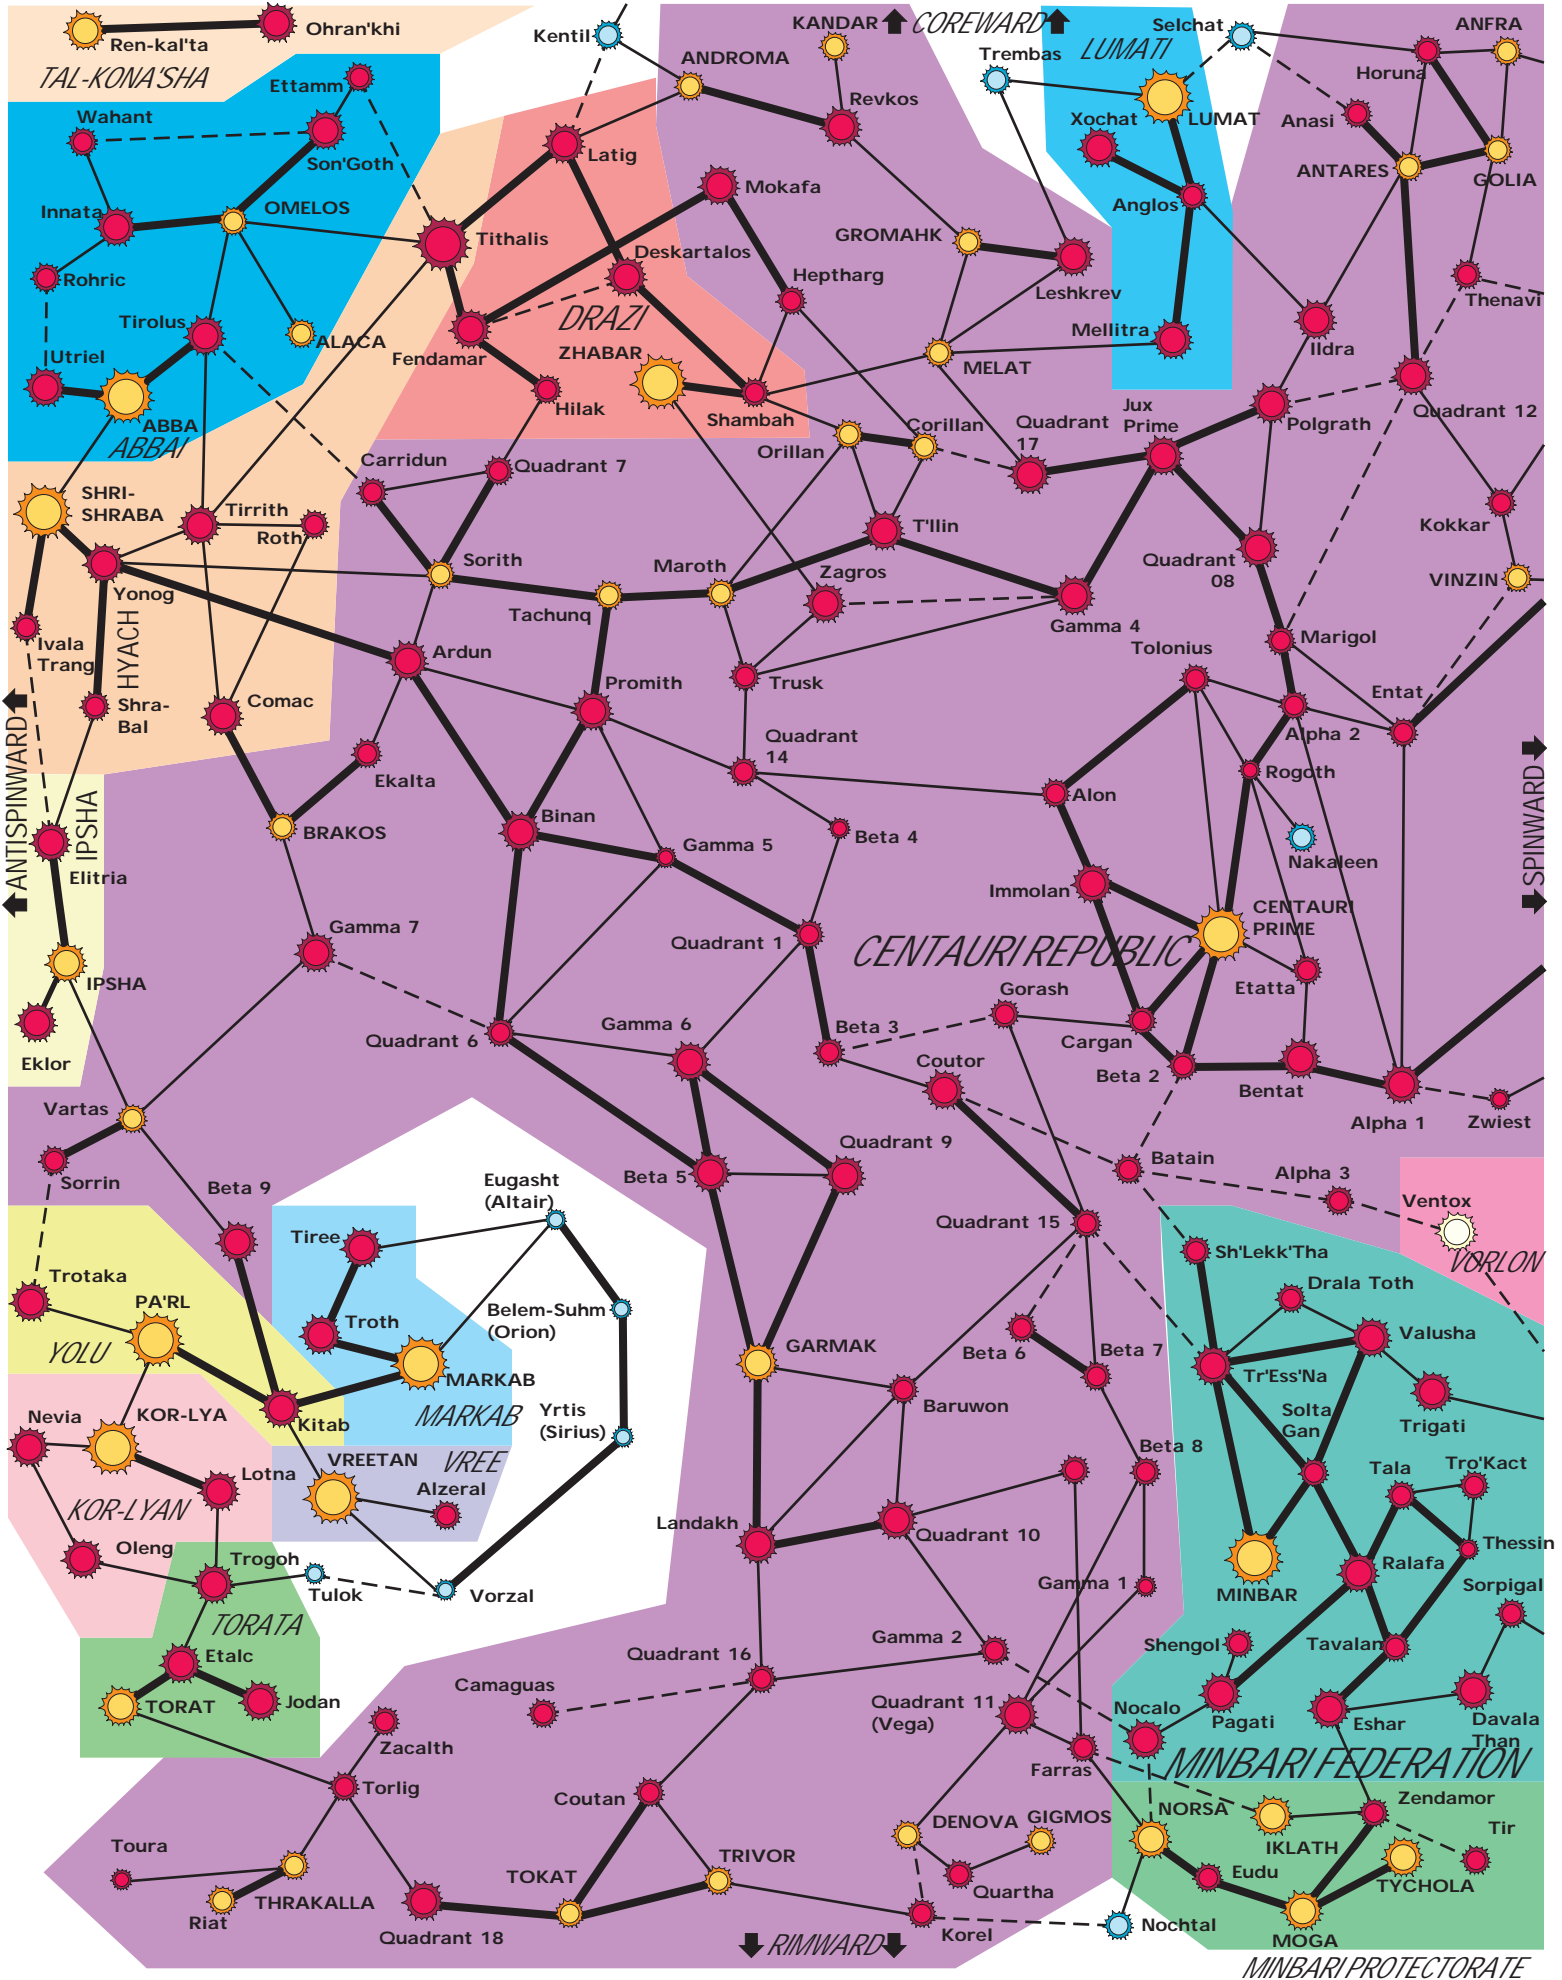 KANDAR
COREWARD
Selchat
ANFRA
Ohran'khi
Ren-kal'ta
TAL-KONA'SHA
Kentil
ANDROMA
Trembas
LUMATI
Horuna
Ettamm
Wahant
Revkos
Xochat
LUMAT
Anasi
Son'Goth
Latig
Mokafa
ANTARES
GOLIA
Innata
OMELOS
Tithalis
GROMAHK
Anglos
Deskartalos
Rohric
Heptharg
Leshkrev
Thenavi
Tirolus
ALACA
DRAZI
Mellitra
Ildra
Utriel
Fendamar
ZHABAR
MELAT
ABBA
ABBAI
Hilak
Shambah
Quadrant
17
Jux
Prime
Polgrath
Quadrant 12
Orillan
Corillan
Carridun
Quadrant 7
SHRI-
SHRABA
Tirrith
Roth
T'Ilin
Kokkar
Sorith
Maroth
Zagros
Quadrant
08
VINZIN
Yonog
Tachunq
Gamma 4
Ivala
Trang
HYACH
Ardun
Tolonius
Marigol
Shra-
Bal
Comac
Promith
Trusk
Entat
Alpha 2
ANTISPINWARD
Ekalta
Quadrant
14
Rogoth
SPINWARD
Alon
IPSHA
BRAKOS
Binan
Gamma 5
Beta 4
Nakaleen
Elitria
Immolan
Gamma 7
Quadrant 1
CENTAURI REPUBLIC
CENTAURI
PRIME
IPSHA
Gorash
Etatta
Eklor
Quadrant 6
Gamma 6
Beta 3
Cargan
Coutor
Beta 2
Bentat
Vartas
Alpha 1
Zwiest
Sorrin
Beta 5
Quadrant 9
Batain
Alpha 3
Ventox
Eugasht
(Altair)
Beta 9
Tiree
Quadrant 15
Sh'Lekk'Tha
VORLON
Trotaka
PA'RL
Troth
Belem-Suhm
(Orion)
Drala Toth
YOLU
GARMAK
Beta 6
Beta 7
Valusha
Tr'Ess'Na
MARKAB
MARKAB
Nevia
KOR-LYA
Kitab
Yrtis
(Sirius)
Baruwon
Solta
Gan
Trigati
VREETAN
VREE
Beta 8
Lotna
Alzeral
Tala
Tro'Kact
KOR-LYAN
Landakh
Quadrant 10
Oleng
Trogoh
Tulok
Vorzal
Gamma 1
MINBAR
Ralafa
Thessin
Sorpigal
TORATA
Etalc
Quadrant 16
Gamma 2
Shengol
Tavalan
TORAT
Jodan
Camaguas
Quadrant 11
(Vega)
Nocalo
Pagati
Eshar
Davala
Than
Zacalth
Farras
MINBARI FEDERATION
Torlig
Coutan
NORSA
Zendamor
Toura
DENOVA
GIGMOS
IKLATH
Tir
TOKAT
TRIVOR
Eudu
TYCHOLA
Riat
THRAKALLA
Quartha
Quadrant 18
RIMWARD
Korel
Nochtal
MOGA
MINBARI PROTECTORATE